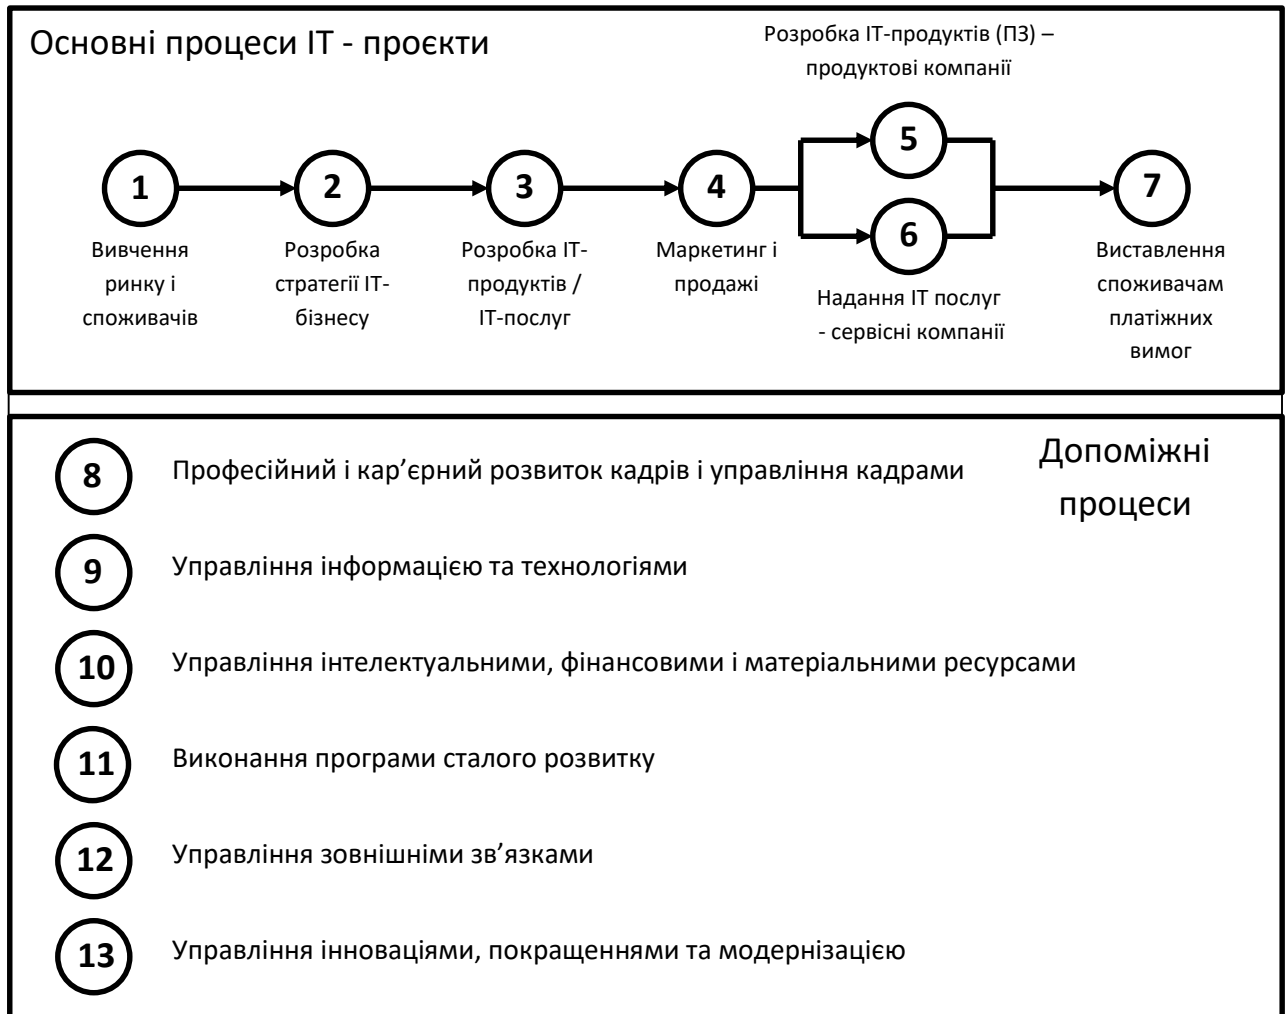 Основні процеси ІТ - проєкти
Розробка ІТ-продуктів (ПЗ) –
продуктові компанії
1
2
3
4
5
6
7
Вивчення
ринку і
споживачів
Розробка
стратегії ІТ-
бізнесу
Розробка ІТ-
продуктів /
ІТ-послуг
Маркетинг і
продажі
Надання ІТ послуг
- сервісні компанії
Виставлення
споживачам
платіжних
вимог
Допоміжні
процеси
8 Професійний і кар’єрний розвиток кадрів і управління кадрами
9 Управління інформацією та технологіями
10 Управління інтелектуальними, фінансовими і матеріальними ресурсами
11 Виконання програми сталого розвитку
12 Управління зовнішніми зв’язками
13 Управління інноваціями, покращеннями та модернізацією